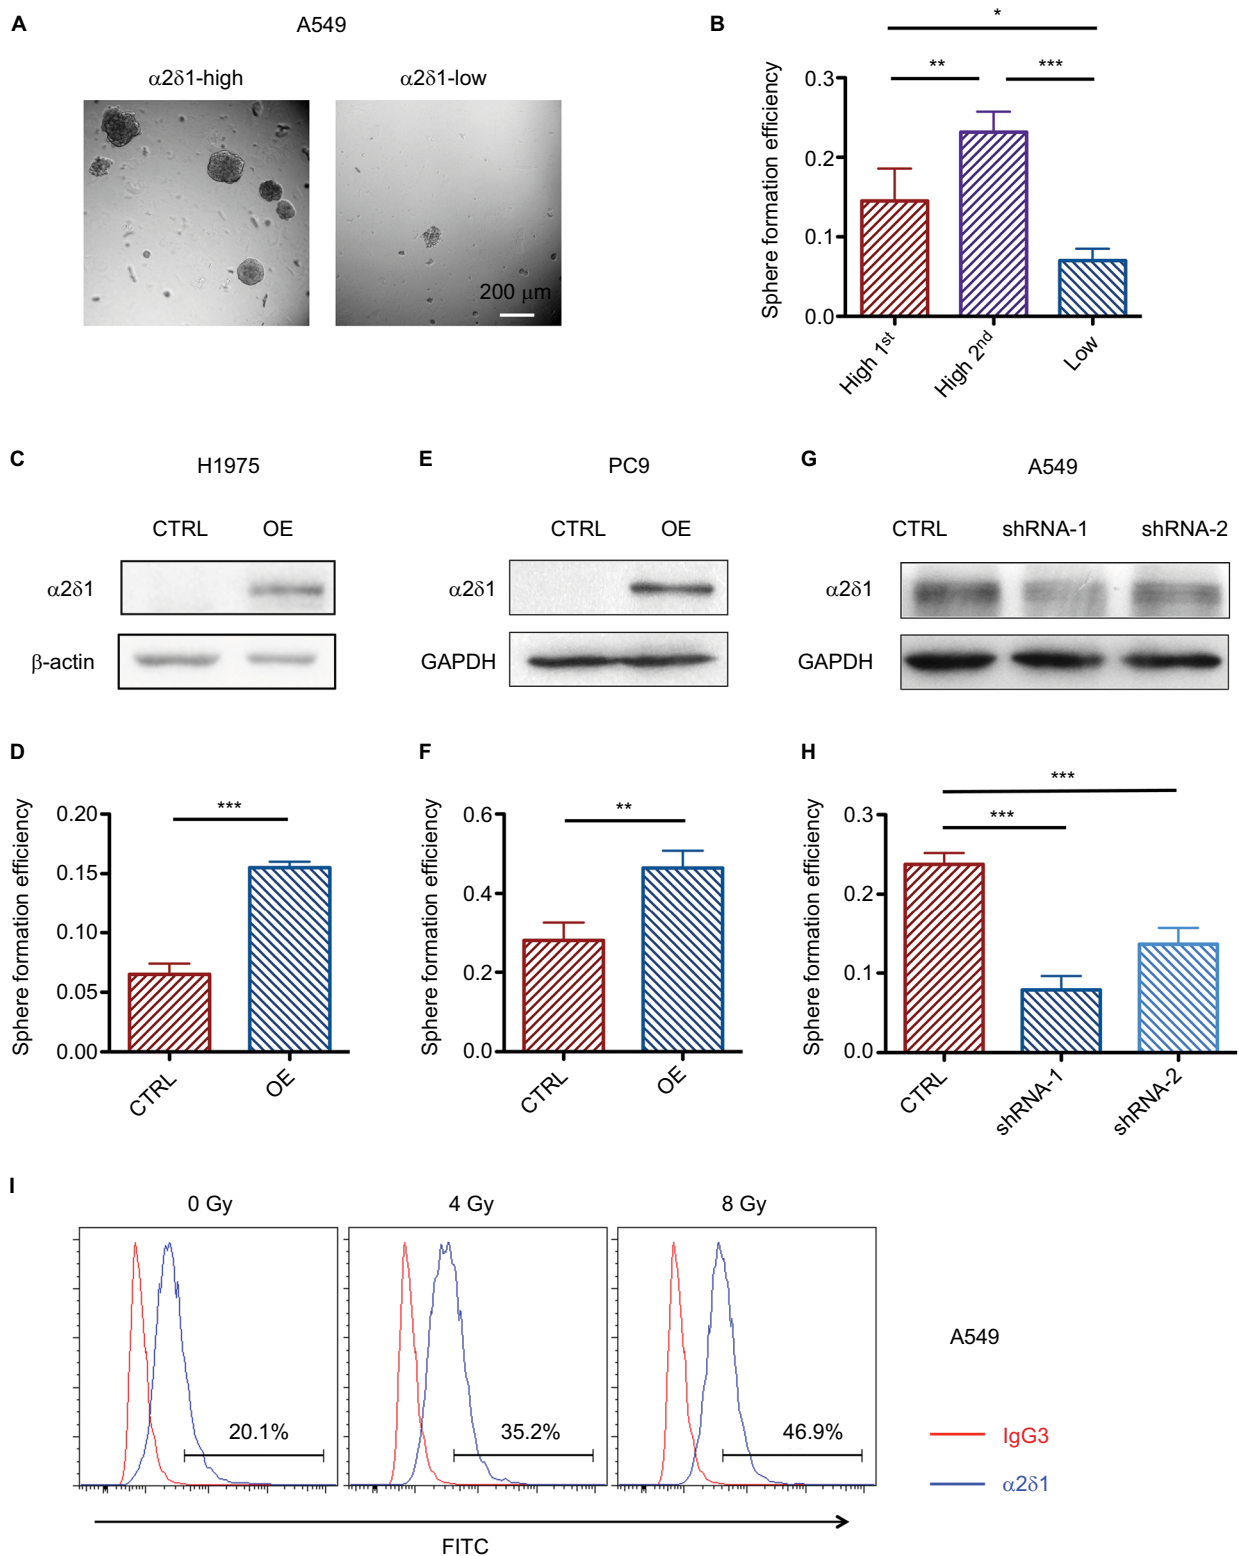 A
A549
α2δ1-high
α2δ1-low
200 μm
B
Sphere formation efficiency
0.3
0.2
0.1
0.0
*
**
***
High 1st
High 2nd
Low
C
H1975
CTRL
OE
α2δ1
β-actin
E
PC9
CTRL
OE
α2δ1
GAPDH
G
A549
CTRL
shRNA-1
shRNA-2
α2δ1
GAPDH
D
Sphere formation efficiency
0.20
0.15
0.10
0.05
0.00
***
CTRL
OE
F
Sphere formation efficiency
0.6
0.4
0.2
0.0
**
CTRL
OE
H
Sphere formation efficiency
0.3
0.2
0.1
0.0
***
***
CTRL
shRNA-1
shRNA-2
I
0 Gy
4 Gy
8 Gy
20.1%
35.2%
46.9%
A549
IgG3
α2δ1
FITC